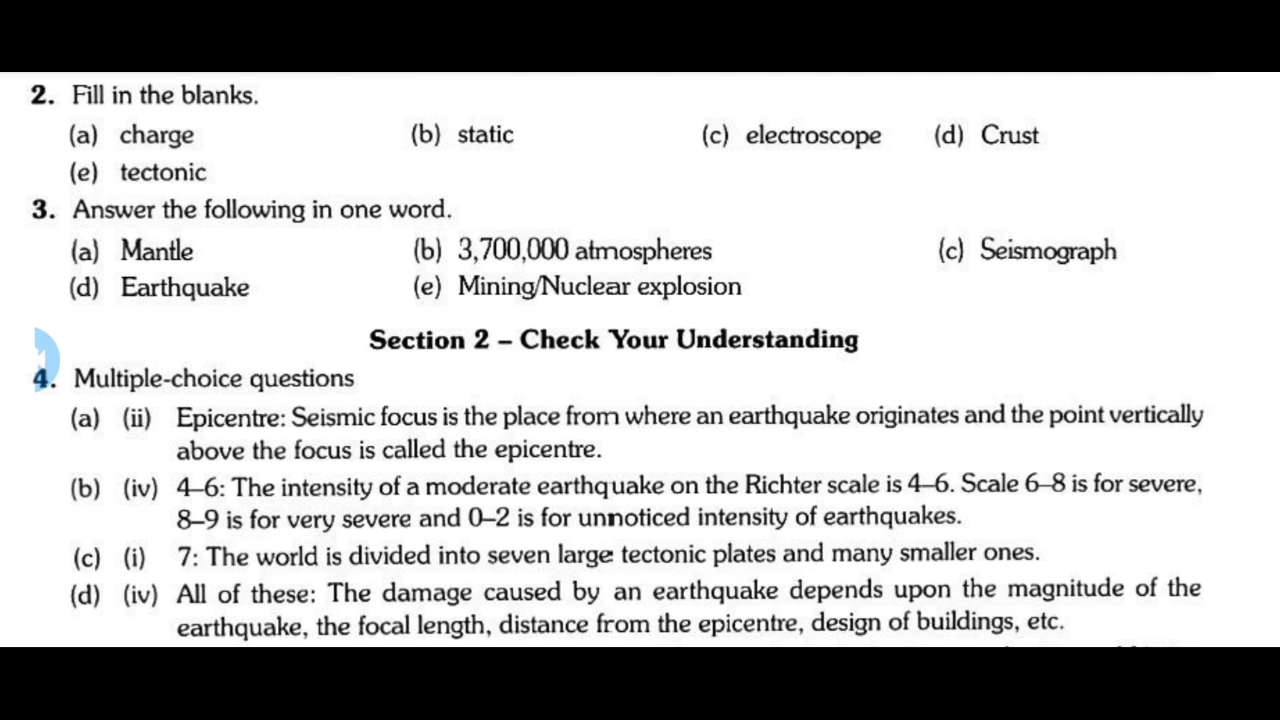 2. Fill in the blanks.
(a) charge (b) static (c) electroscope (d) Crust
(e) tectonic
3. Answer the following in one word.
(a) Mantle (b) 3,700,000 atmospheres (c) Seismograph
(d) Earthquake (e) Mining/Nuclear explosion
Section 2 – Check Your Understanding
4. Multiple-choice questions
(a) (ii) Epicentre: Seismic focus is the place from where an earthquake originates and the point vertically
above the focus is called the epicentre.
(b) (iv) 4–6: The intensity of a moderate earthquake on the Richter scale is 4–6. Scale 6–8 is for severe,
8–9 is for very severe and 0–2 is for unnoticed intensity of earthquakes.
(c) (i) 7: The world is divided into seven large tectonic plates and many smaller ones.
(d) (iv) All of these: The damage caused by an earthquake depends upon the magnitude of the
earthquake, the focal length, distance from the epicentre, design of buildings, etc.